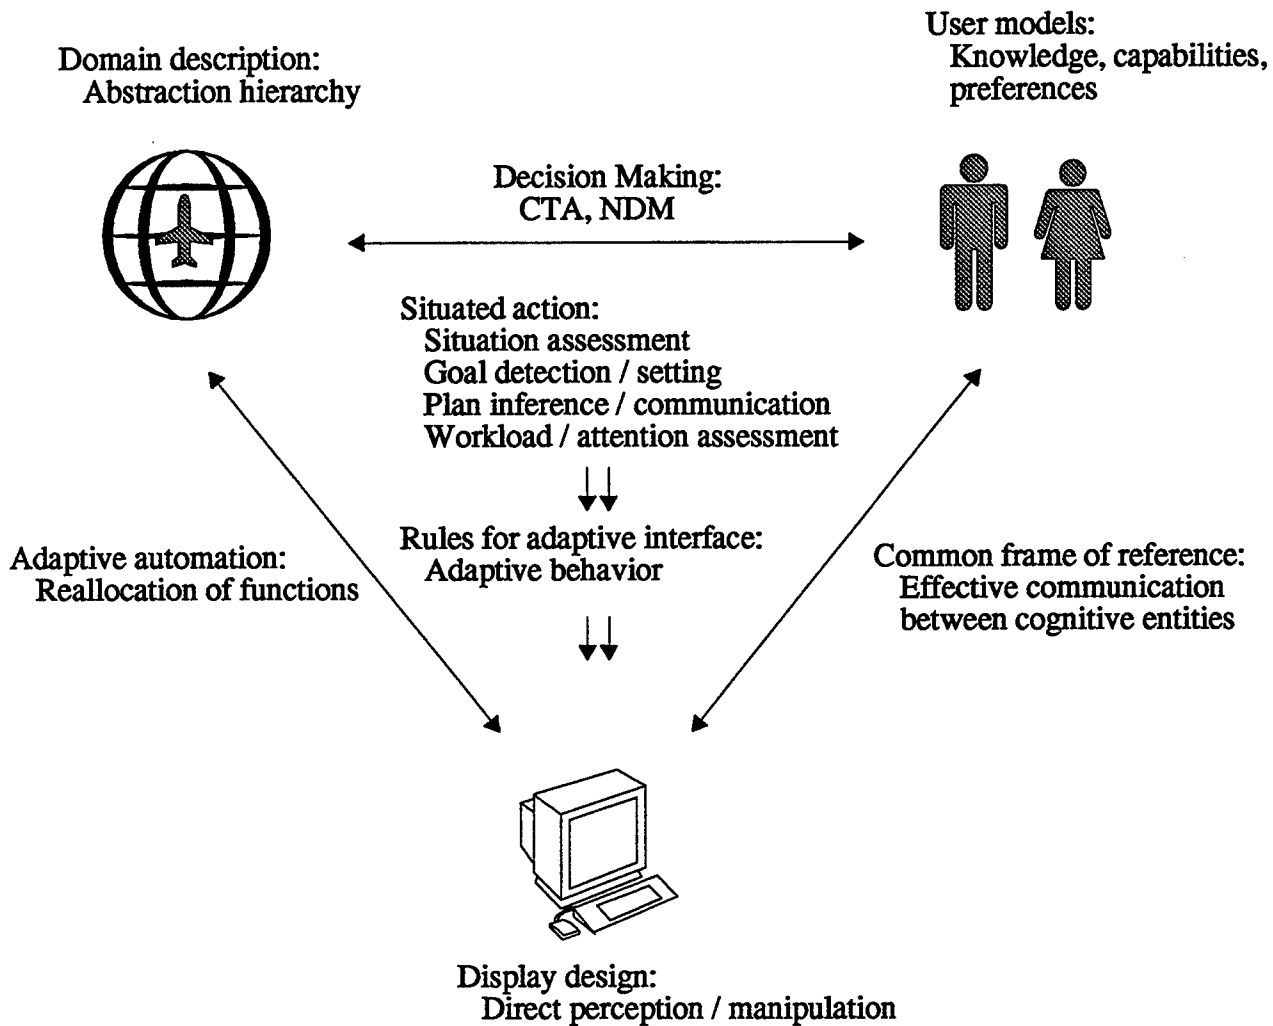 User models:
Knowledge, capabilities,
preferences
Domain description:
Abstraction hierarchy
Decision Making:
CTA, NDM
Situated action:
Situation assessment
Goal detection / setting
Plan inference / communication
Workload / attention assessment
Rules for adaptive interface:
Adaptive behavior
Adaptive automation:
Reallocation of functions
Common frame of reference:
Effective communication
between cognitive entities
Display design:
Direct perception / manipulation